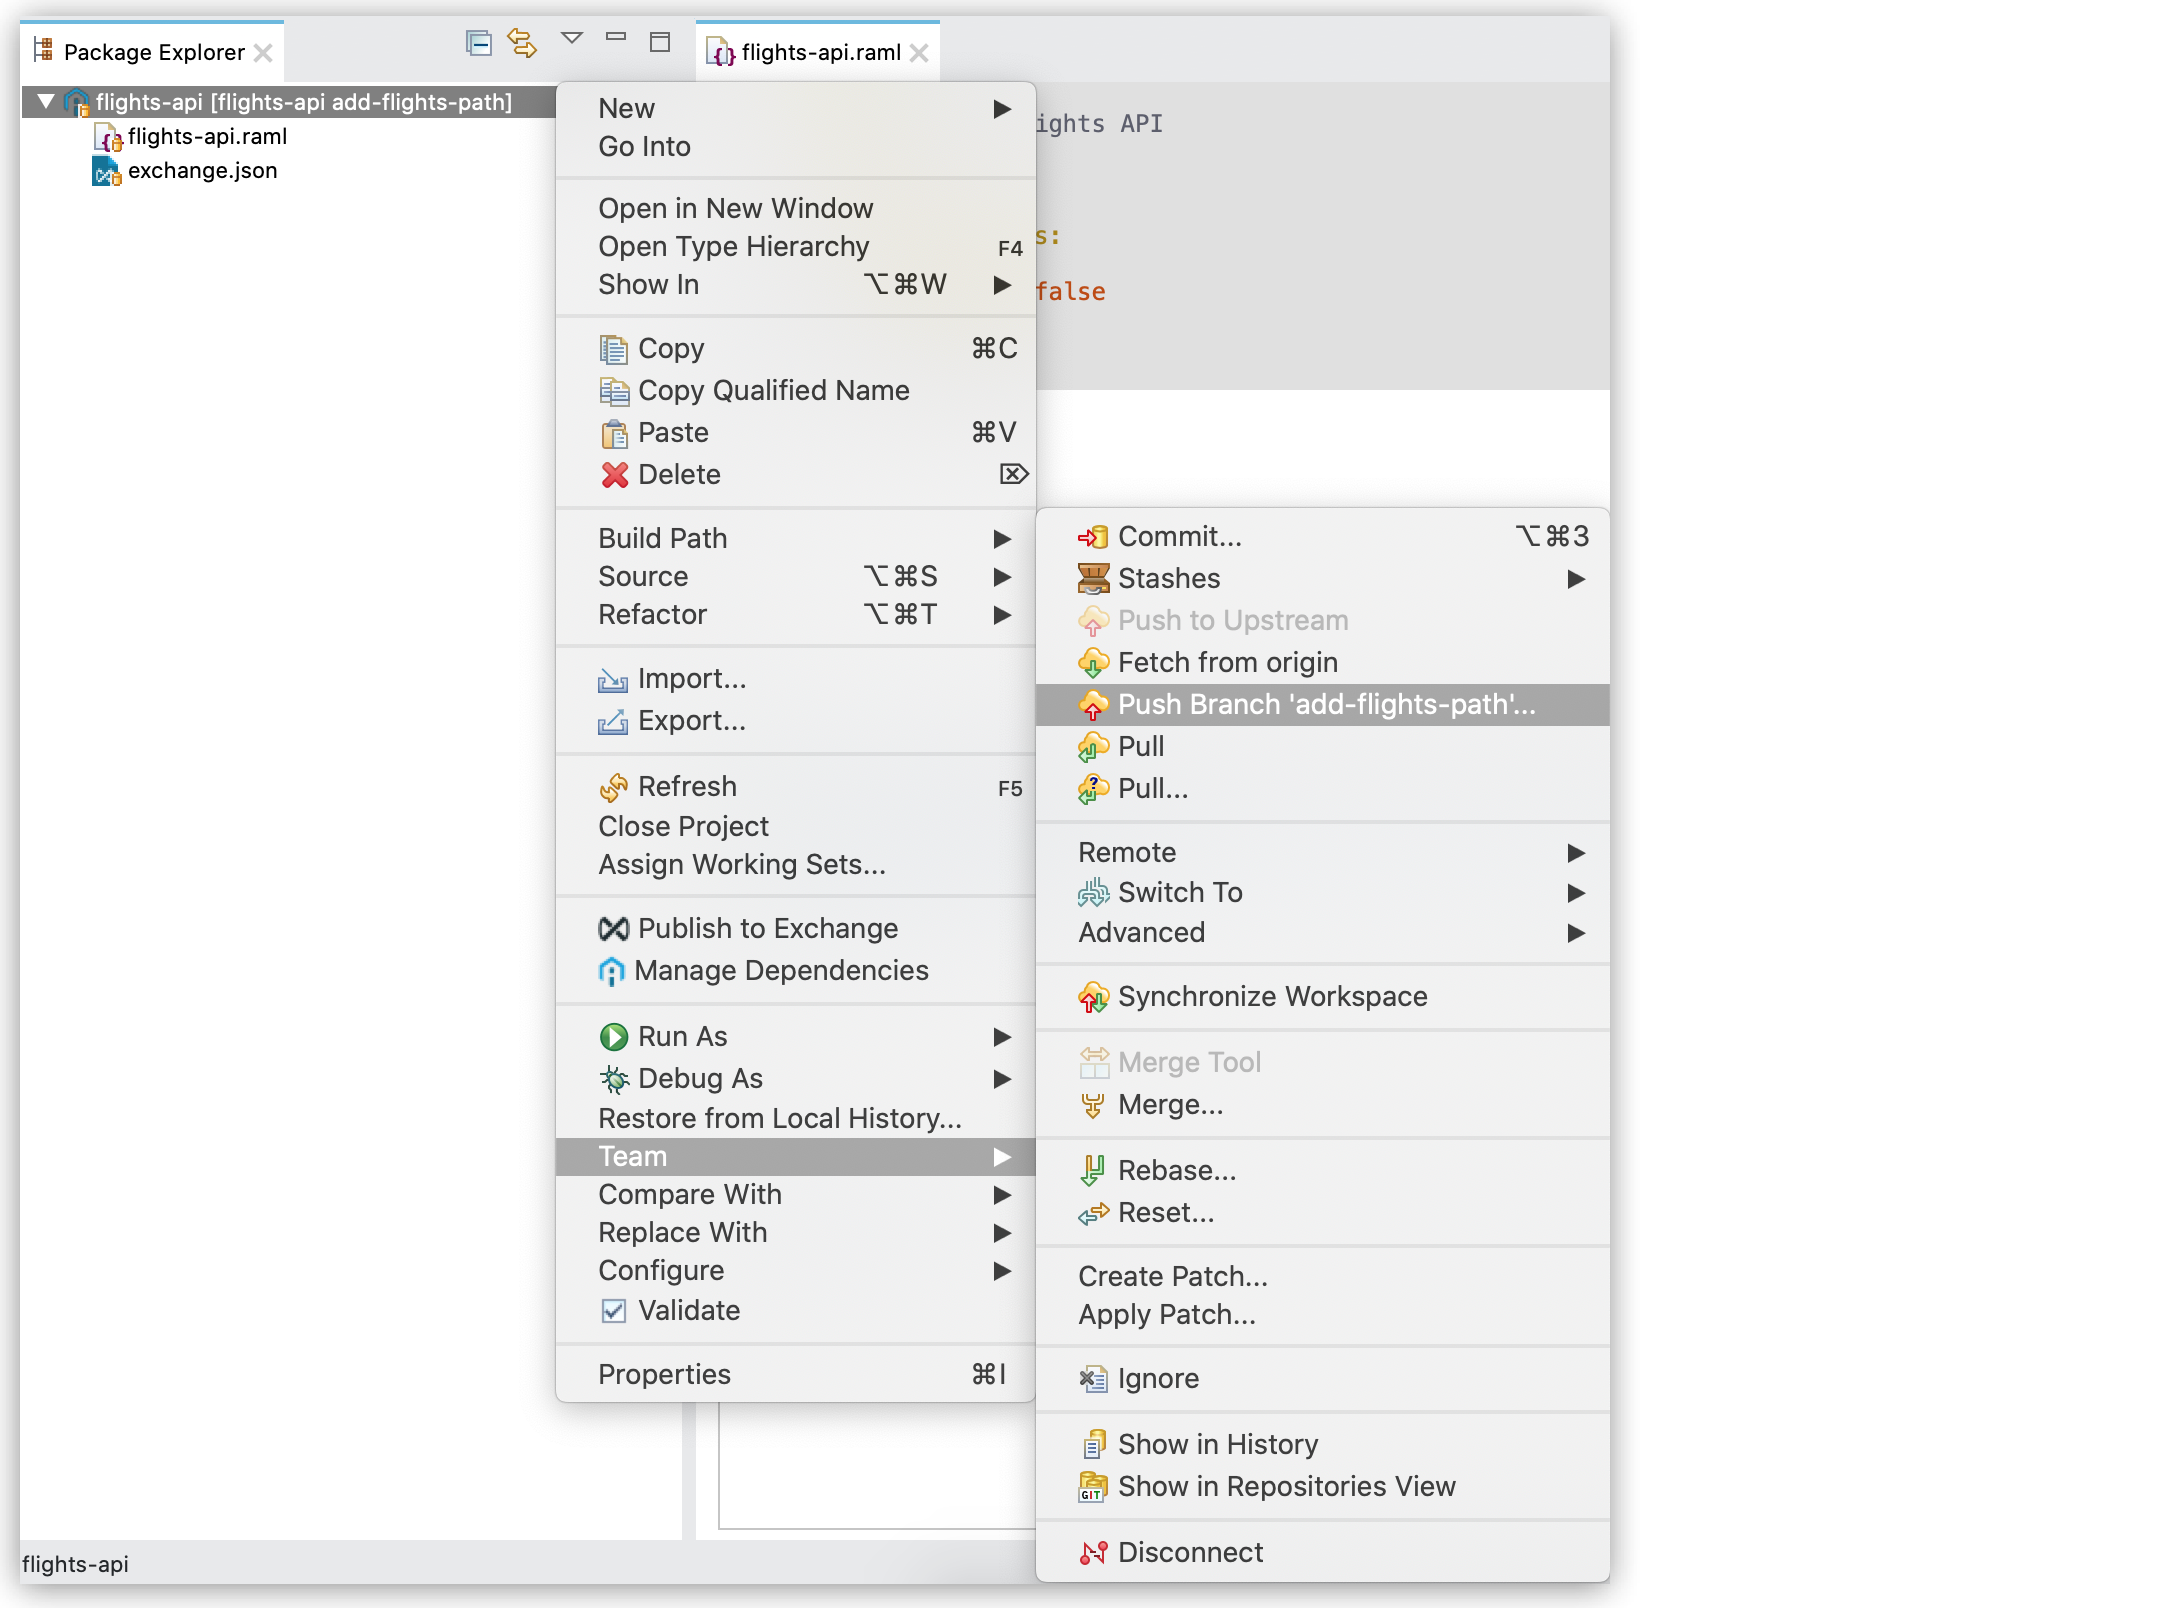 Package Explorer
flights-api [flights-api add-flights-path]
flights-api.raml
exchange.json
flights-api.raml
ights API
s:
false
New
Go Into
Open in New Window
Open Type Hierarchy F4
Show In ⌥⌘W
Copy ⌘C
Copy Qualified Name
Paste ⌘V
Delete ⌦
Build Path
Source ⌥⌘S
Refactor ⌥⌘T
Import...
Export...
Refresh F5
Close Project
Assign Working Sets...
Publish to Exchange
Manage Dependencies
Run As
Debug As
Restore from Local History...
Team
Compare With
Replace With
Configure
Validate
Properties ⌘I
Commit... ⌥⌘3
Stashes
Push to Upstream
Fetch from origin
Push Branch 'add-flights-path'...
Pull
Pull...
Remote
Switch To
Advanced
Synchronize Workspace
Merge Tool
Merge...
Rebase...
Reset...
Create Patch...
Apply Patch...
Ignore
Show in History
GIT Show in Repositories View
Disconnect
flights-api